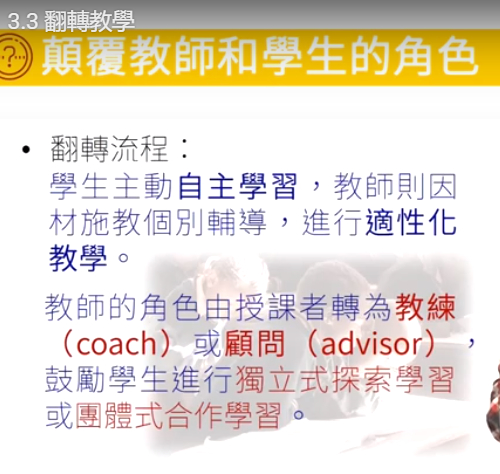 3.3 翻轉教學
顛覆教師和學生的角色
• 翻轉流程：
學生主動自主學習，教師則因
材施教個別輔導，進行適性化
教學。
教師的角色由授課者轉為教練
（coach）或顧問（advisor），
鼓勵學生進行獨立式探索學習
或團體式合作學習。